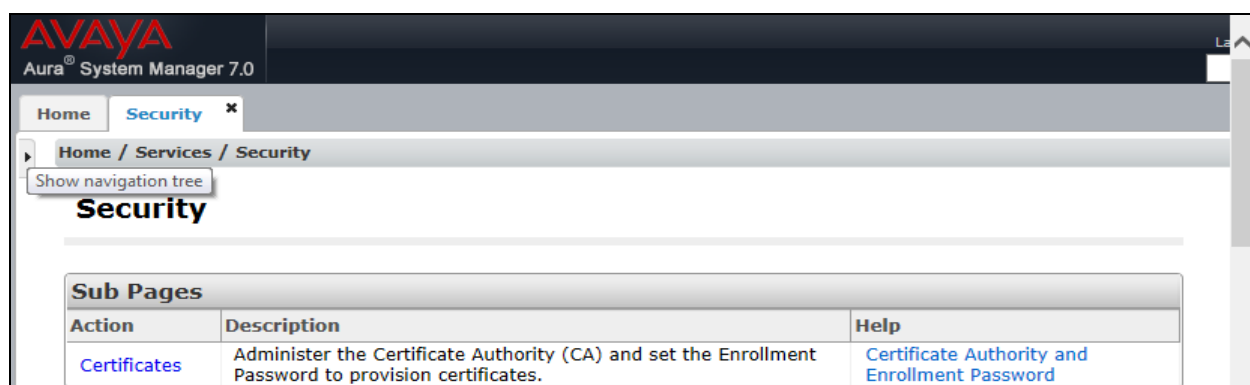 AVAYA
Aura® System Manager 7.0
La
Home Security ✖
Home / Services / Security
Show navigation tree
Security
Sub Pages
Action Description Help
Certificates Administer the Certificate Authority (CA) and set the Enrollment Password to provision certificates. Certificate Authority and Enrollment Password